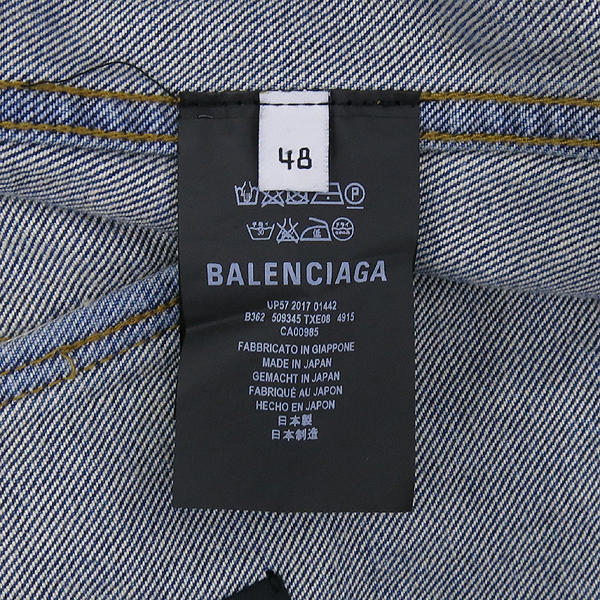 48
P
BALENCIAGA
UP57 2017 01442
B362 509345 TXE08 4915
CA00985
FABBRICATO IN GIAPPONE
MADE IN JAPAN
GEMACHT IN JAPAN
FABRIQUÉ AU JAPON
HECHO EN JAPON
日本製
日本制造